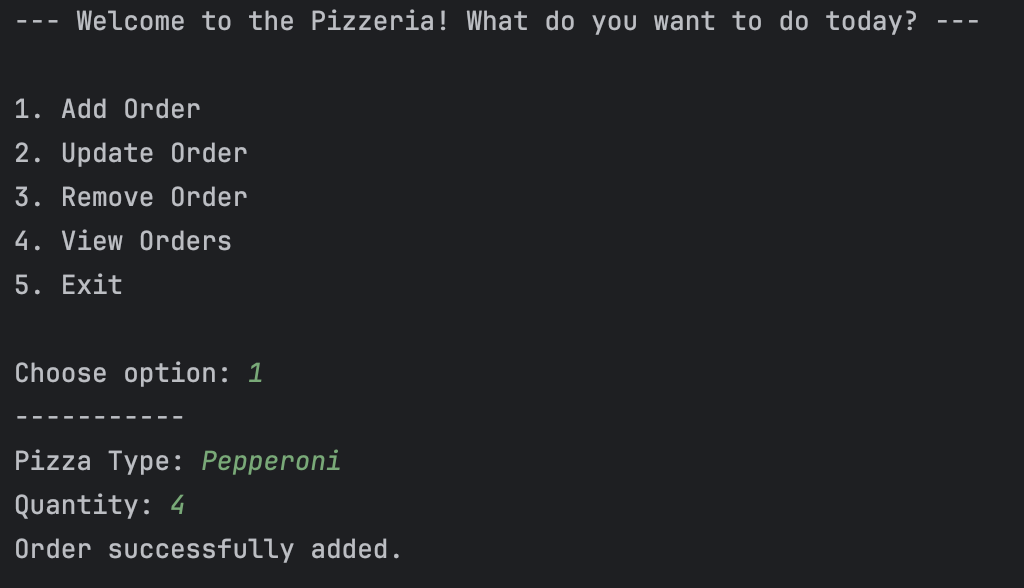 --- Welcome to the Pizzeria! What do you want to do today? ---
1. Add Order
2. Update Order
3. Remove Order
4. View Orders
5. Exit
Choose option: 1
-----------
Pizza Type: Pepperoni
Quantity: 4
Order successfully added.